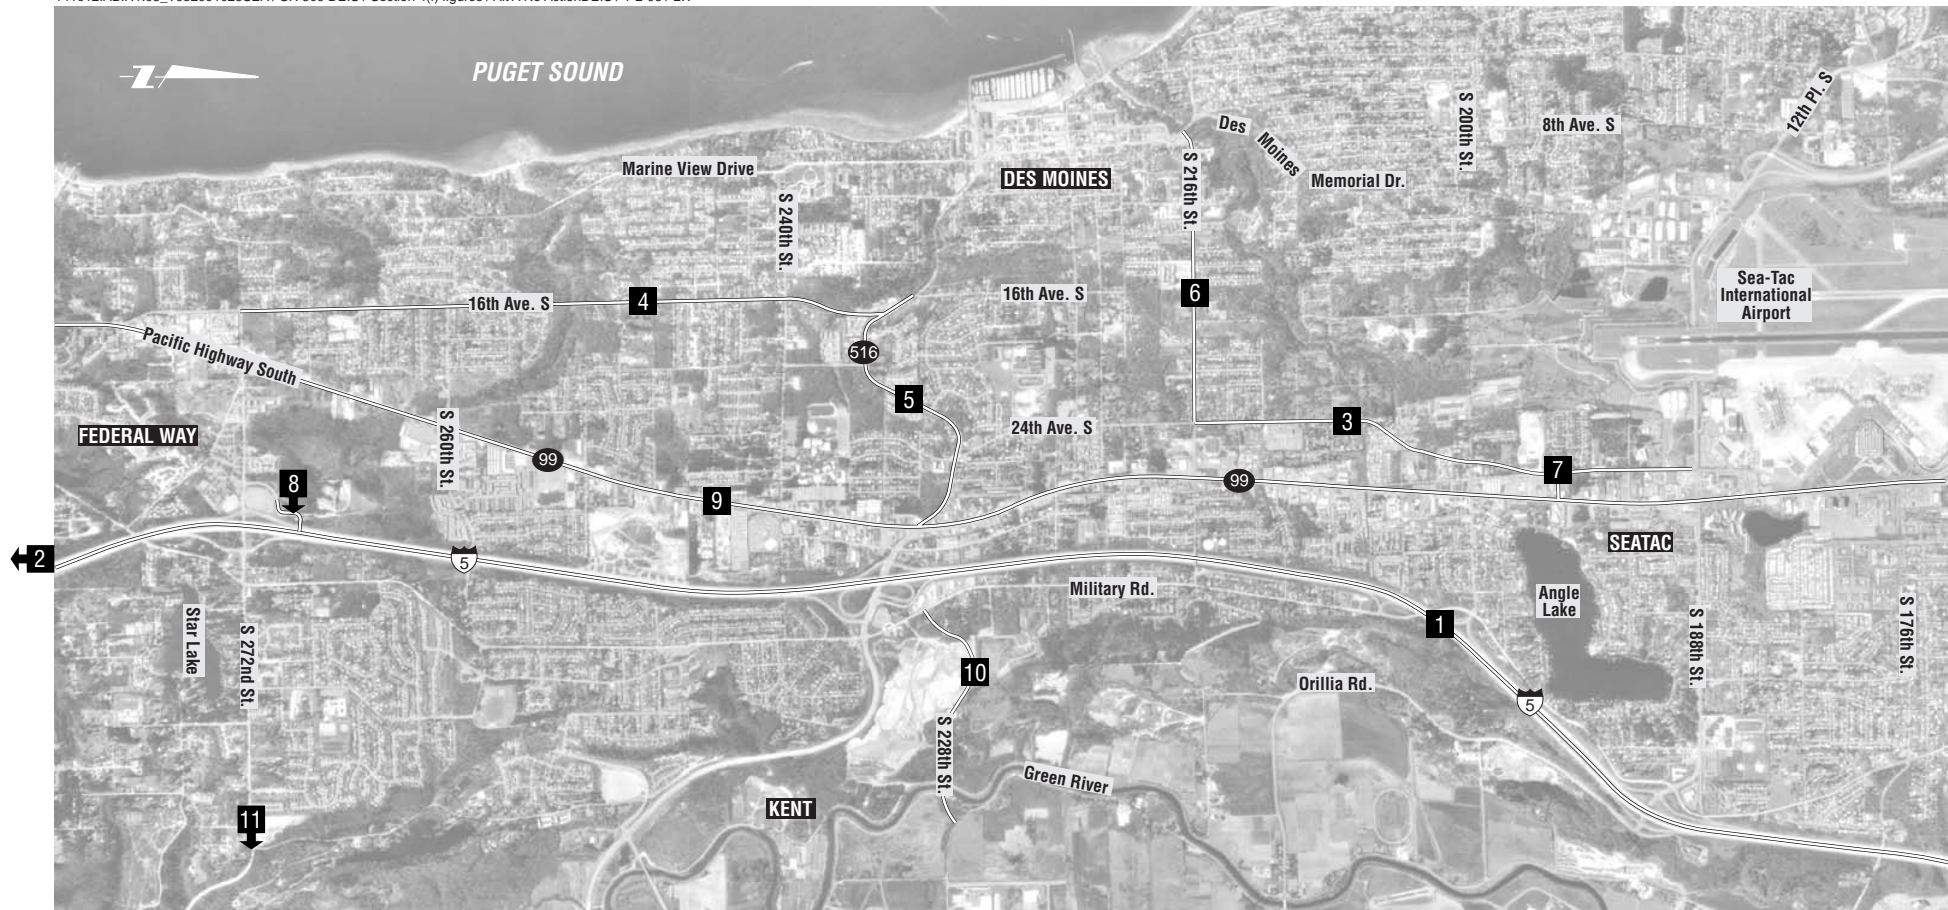 PUGET SOUND
Z
12th Pl. S
S 200th St.
8th Ave. S
Des Moines
Memorial Dr.
Marine View Drive
DES MOINES
S 216th St.
S 240th St.
16th Ave. S
4
16th Ave. S
6
Sea-Tac
International
Airport
Pacific Highway South
516
5
3
24th Ave. S
FEDERAL WAY
S 260th St.
99
9
99
7
8
2
5
SEATAC
Military Rd.
Angle
Lake
1
Star Lake
S 272nd St.
10
Orillia Rd.
5
S 188th St.
S 176th St.
S 228th St.
Green River
KENT
11